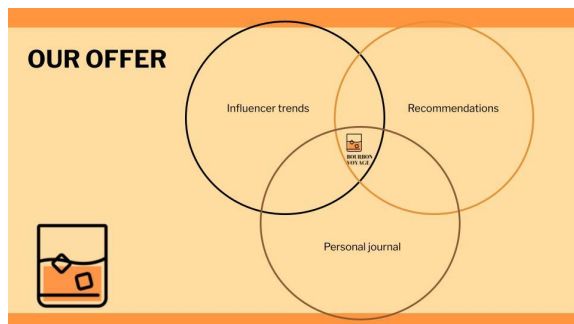 OUR OFFER
Influencer trends
Recommendations
BOURBON
VOYAGE
Personal journal